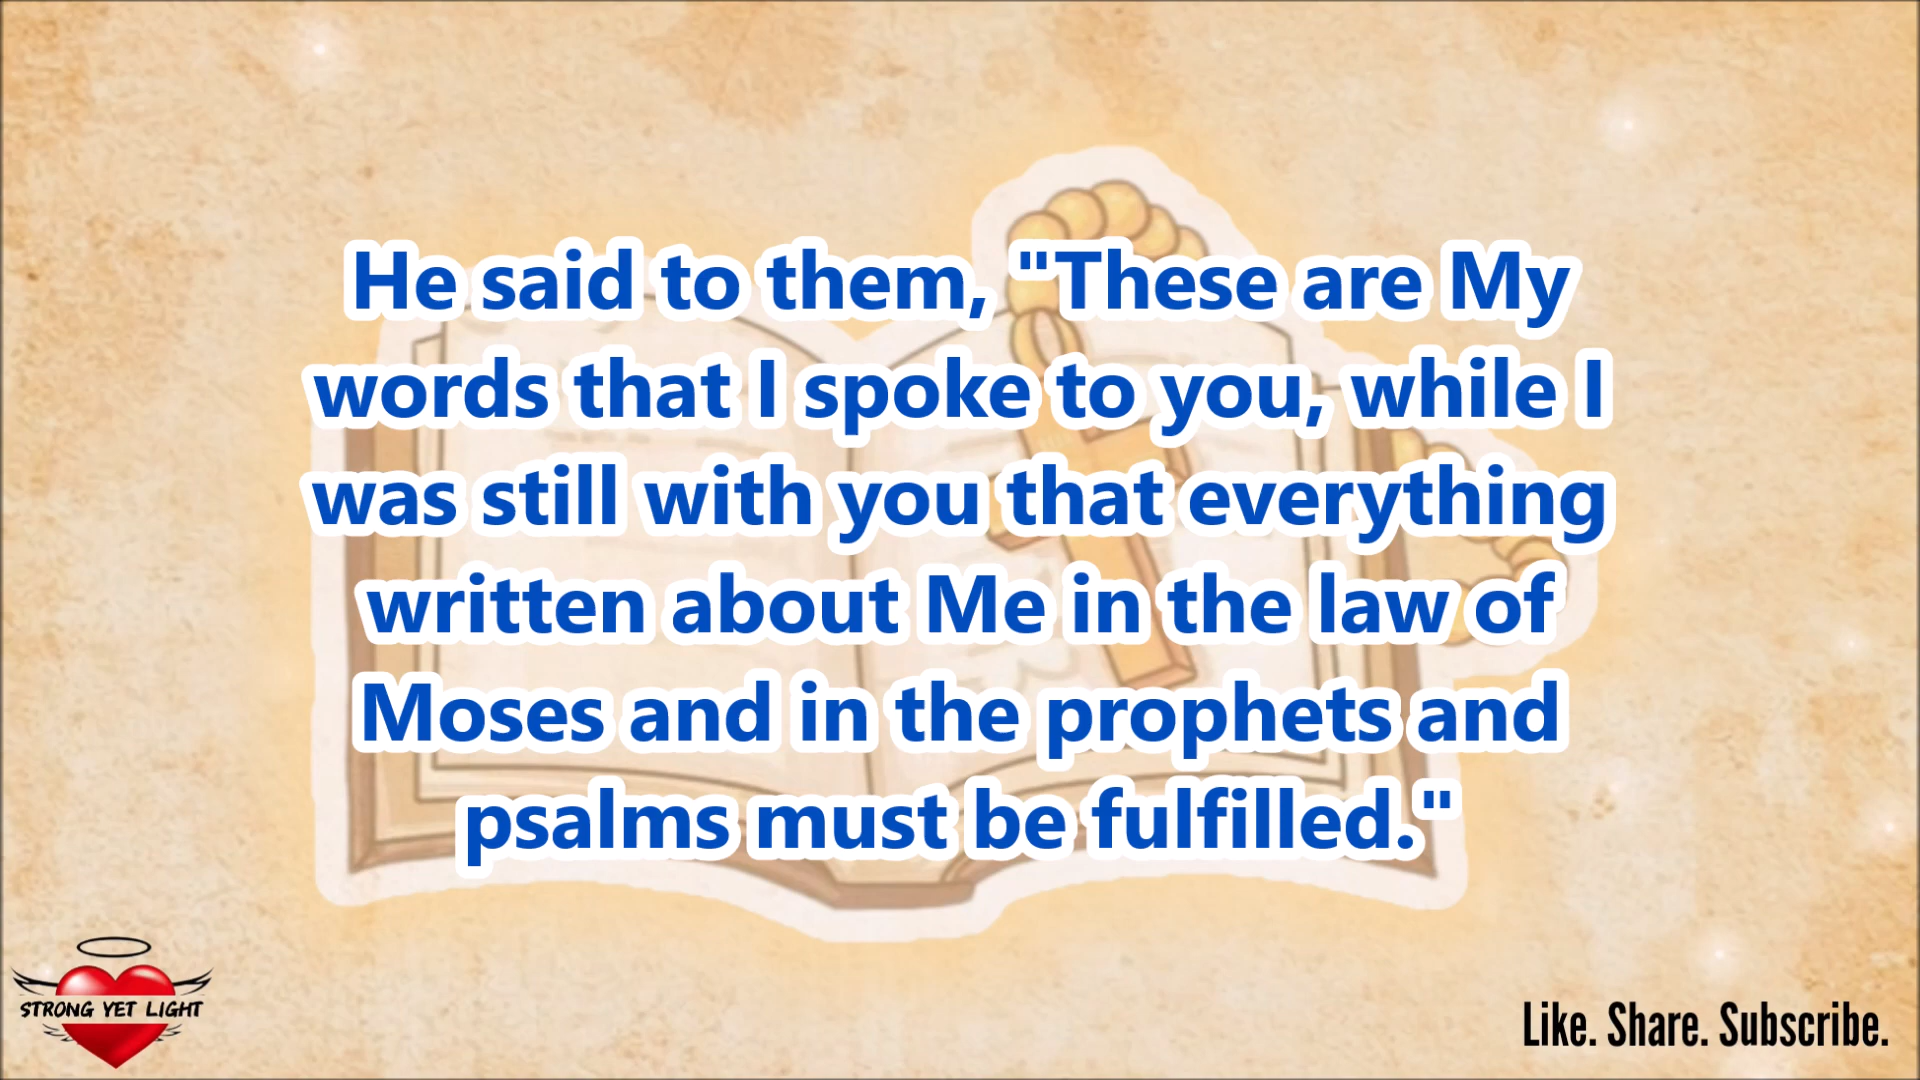 He said to them, "These are My
words that I spoke to you, while I
was still with you that everything
written about Me in the law of
Moses and in the prophets and
psalms must be fulfilled."
STRONG YET LIGHT
Like. Share. Subscribe.